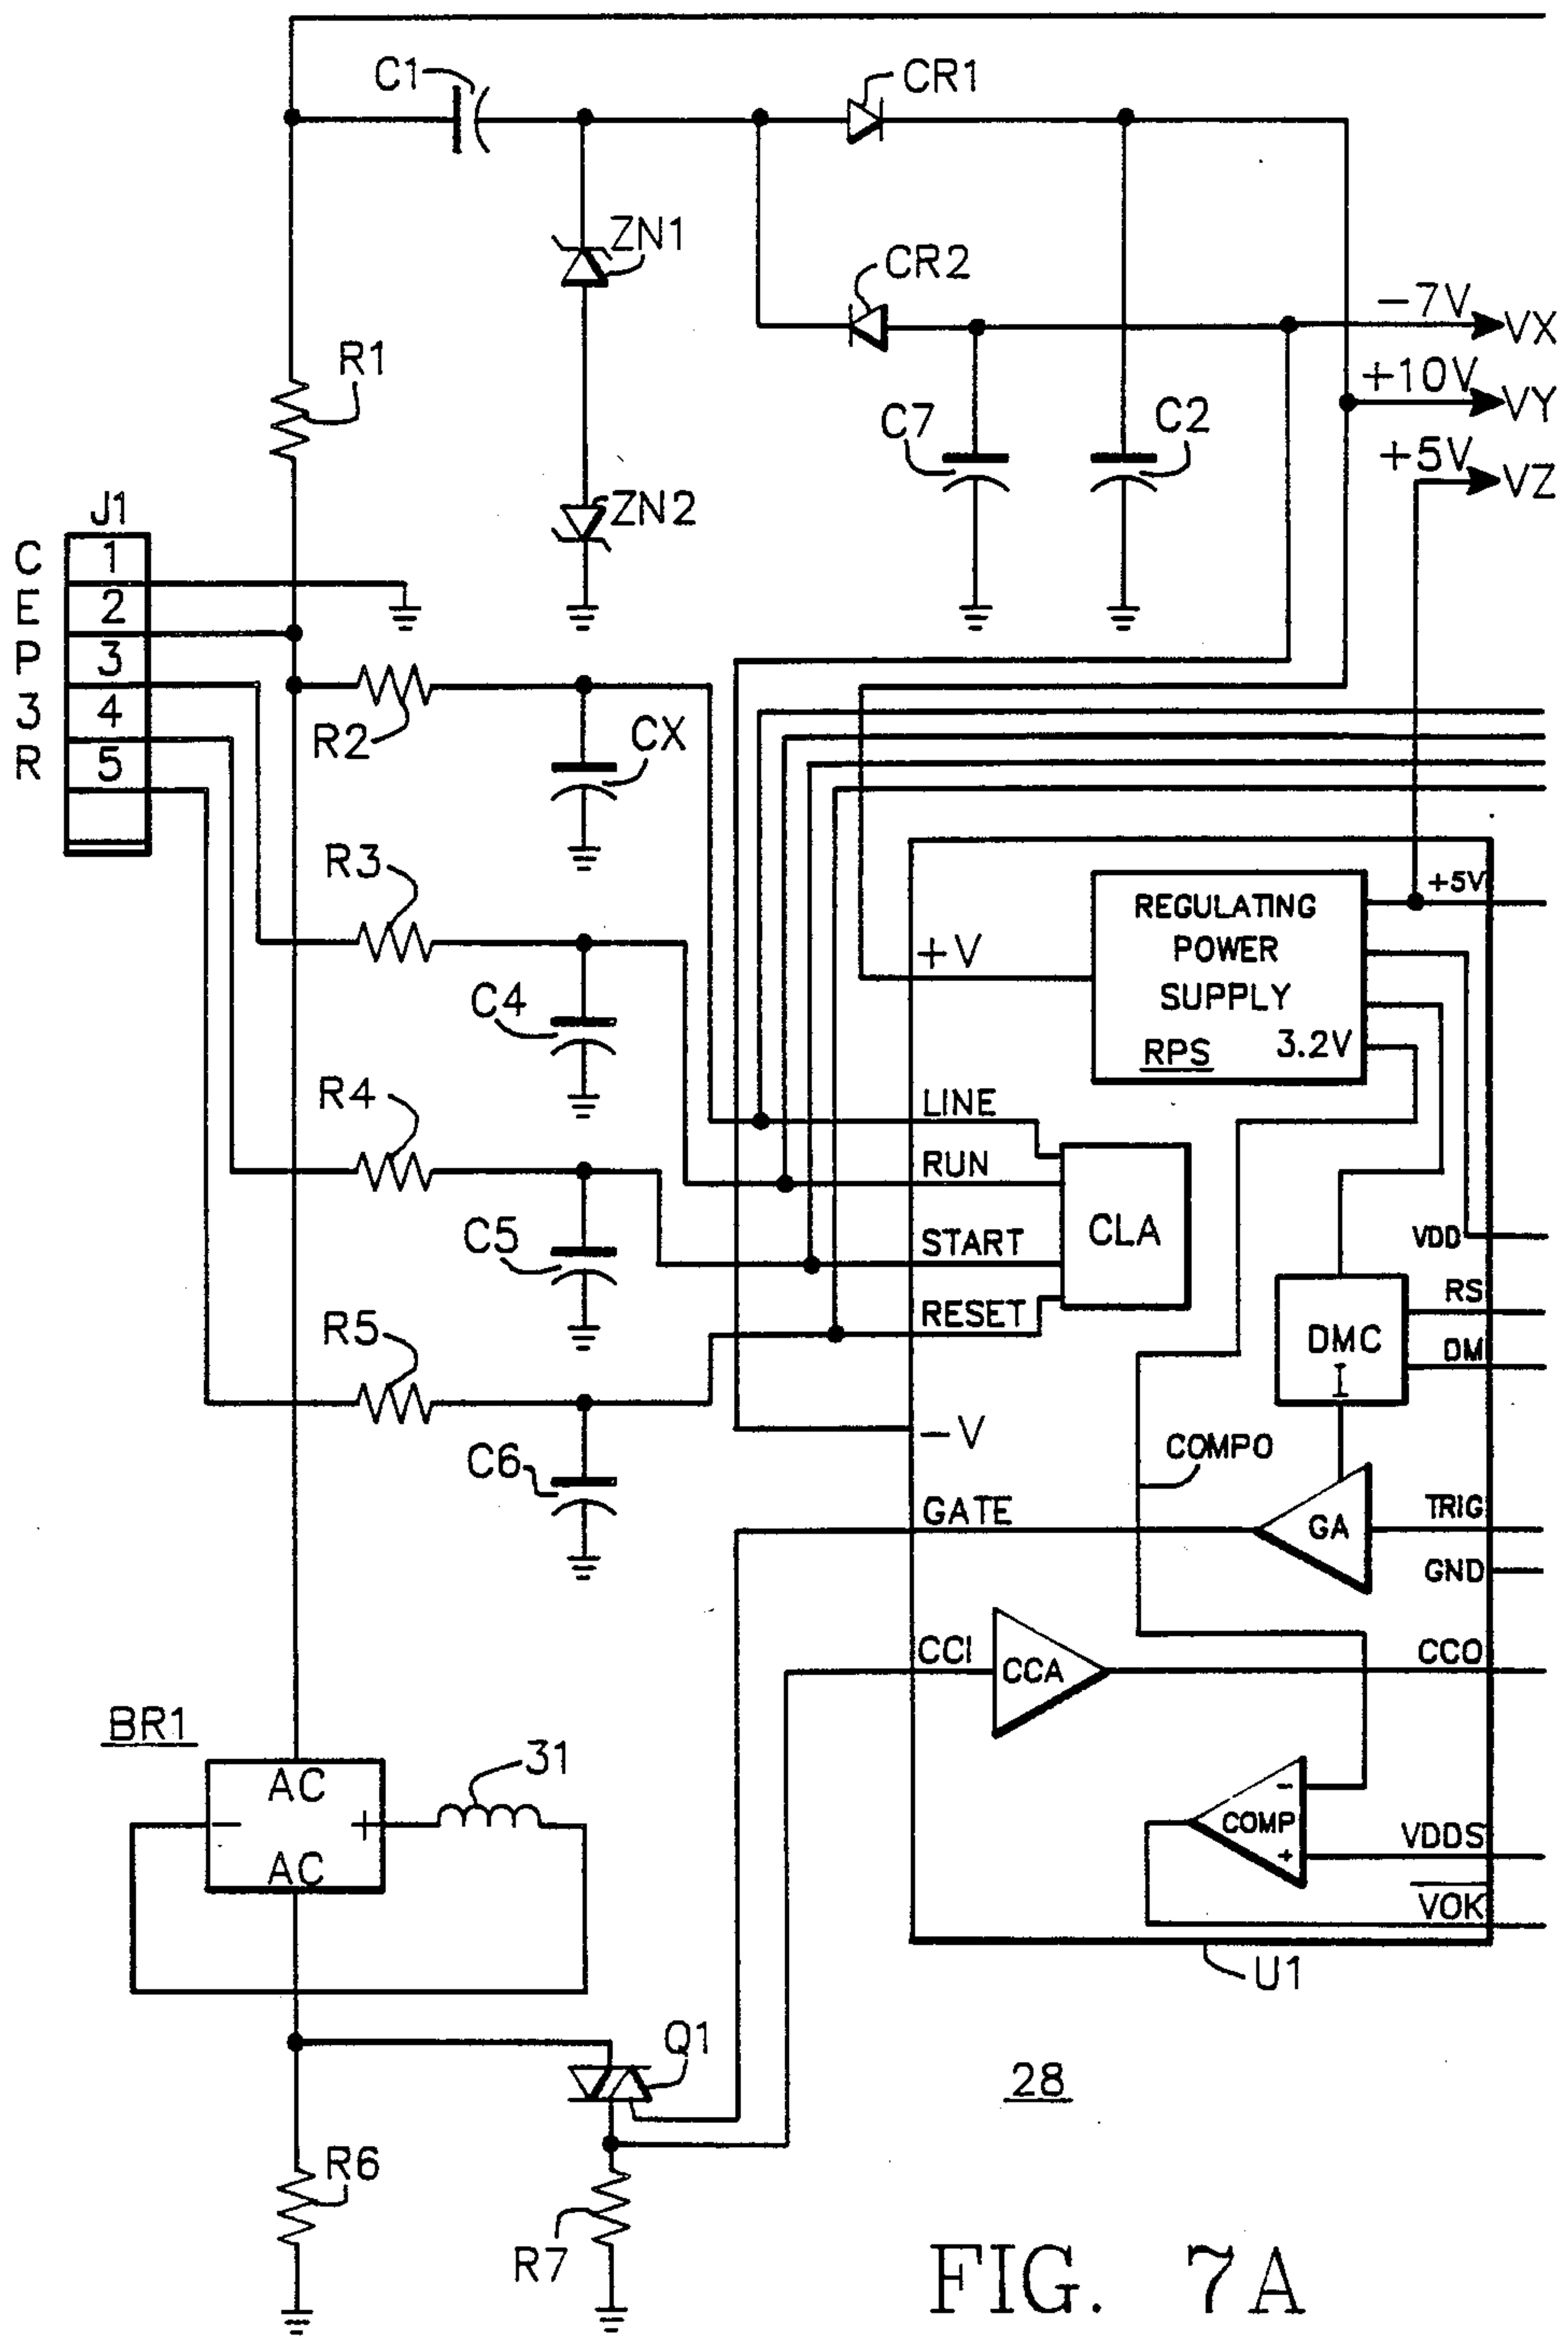 C1
CR1
ZN1
CR2
-7V
VX
R1
+10V
VY
C7
C2
+5V
VZ
J1
ZN2
C 1
E 2
P 3
3 4
R 5
R2
CX
R3
+5V
REGULATING
POWER
SUPPLY
RPS 3.2V
+V
C4
R4
LINE
RUN
CLA
C5
START
VDD
R5
RESET
RS
DMC
DM
I
-V
C6
COMPO
GATE
GA
TRIG
GND
CCI
CCA
CCO
BR1
31
AC
- +
AC
-
COMP
+
VDDS
VOK
U1
Q1
28
R6
R7
FIG. 7A